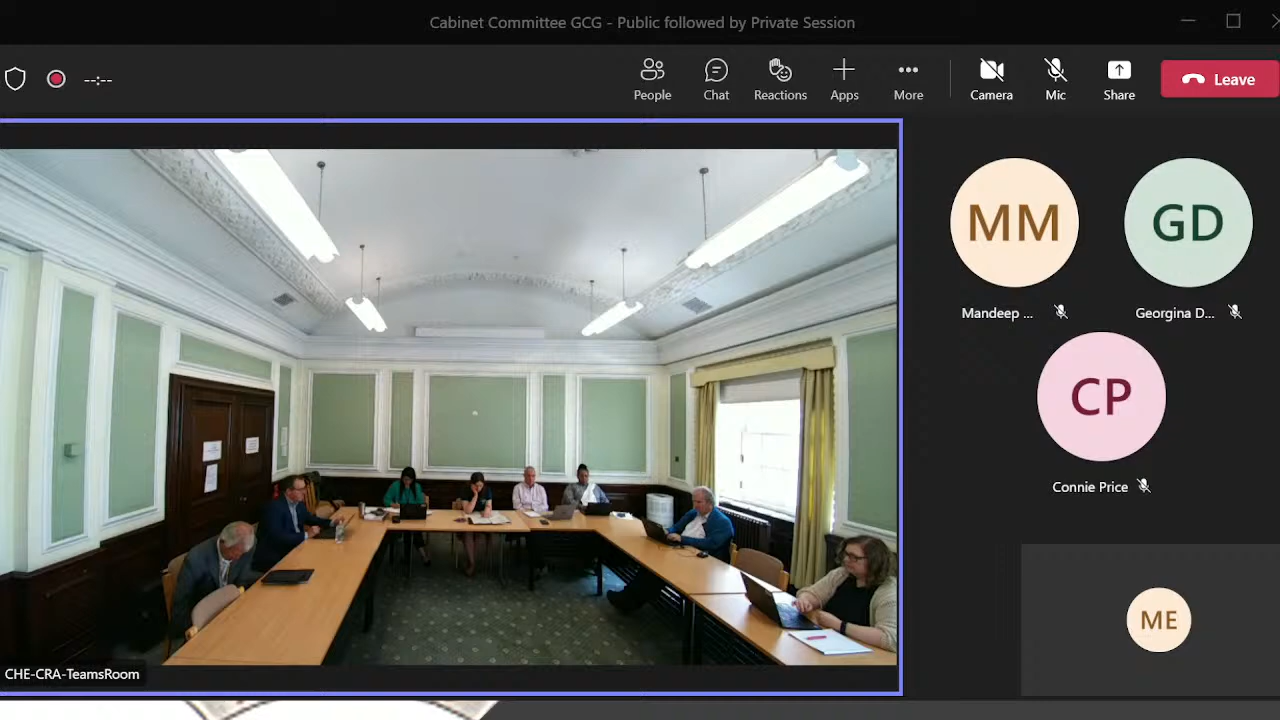 Cabinet Committee GCG - Public followed by Private Session
--:--
People
Chat
Reactions
Apps
More
Camera
Mic
Share
Leave
MM
GD
Mandeep ...
Georgina D...
CP
Connie Price
ME
CHE-CRA-TeamsRoom